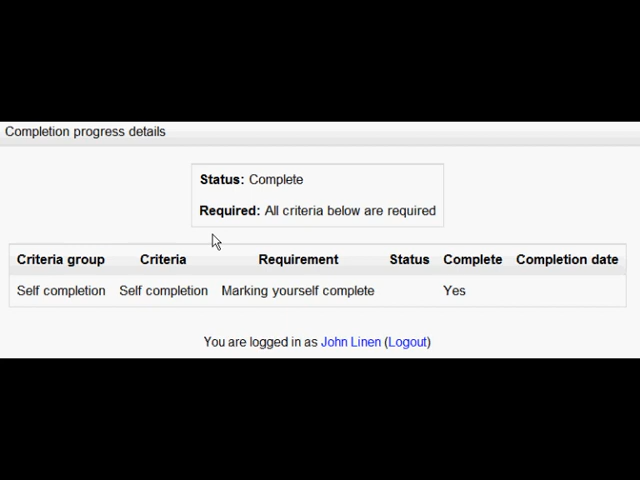 Completion progress details
Status: Complete
Required: All criteria below are required
Criteria group Criteria Requirement Status Complete Completion date
Self completion Self completion Marking yourself complete Yes
You are logged in as John Linen (Logout)